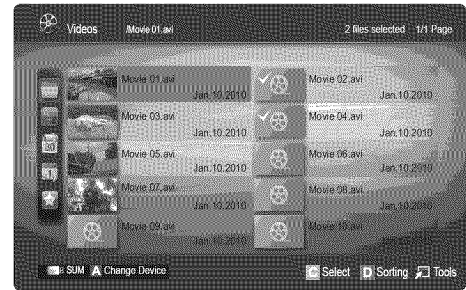 Videos /Movie 01.avi 2 files selected 1/1 Page
Movie 01.avi Movie 02.avi
Jan.10.2010 Jan.10.2010
Movie 03.avi Movie 04.avi
Jan.10.2010 Jan.10.2010
Movie 05.avi Movie 06.avi
Jan.10.2010 Jan.10.2010
Movie 07.avi Movie 08.avi
Jan.10.2010 Jan.10.2010
Movie 09.avi Movie 10.avi
Jan.10.2010 Jan.10.2010
SUM A Change Device C Select D Sorting Tools